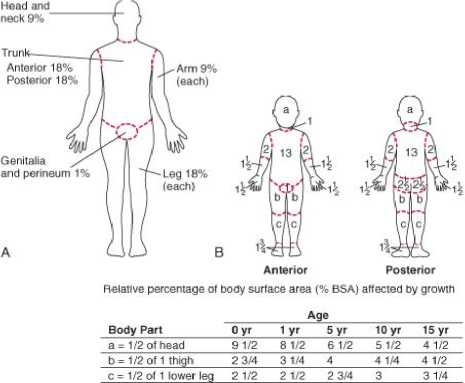 Head and
neck 9%
Trunk
Anterior 18%
Posterior 18%
Arm 9%
(each)
Genitalia
and perineum 1%
Leg 18%
(each)
A
a
1
2
13
2
1 1/2
1 1/2
1 1/2
1
1 1/2
b
b
c
c
1 3/4
Anterior
a
1
2
13
2
1 1/2
1 1/2
1 1/2
2 1/2
2 1/2
1 1/2
b
b
c
c
1 3/4
Posterior
B
Relative percentage of body surface area (% BSA) affected by growth
Age
Body Part 0 yr 1 yr 5 yr 10 yr 15 yr
a = 1/2 of head 9 1/2 8 1/2 6 1/2 5 1/2 4 1/2
b = 1/2 of 1 thigh 2 3/4 3 1/4 4 4 1/4 4 1/2
c = 1/2 of 1 lower leg 2 1/2 2 1/2 2 3/4 3 3 1/4